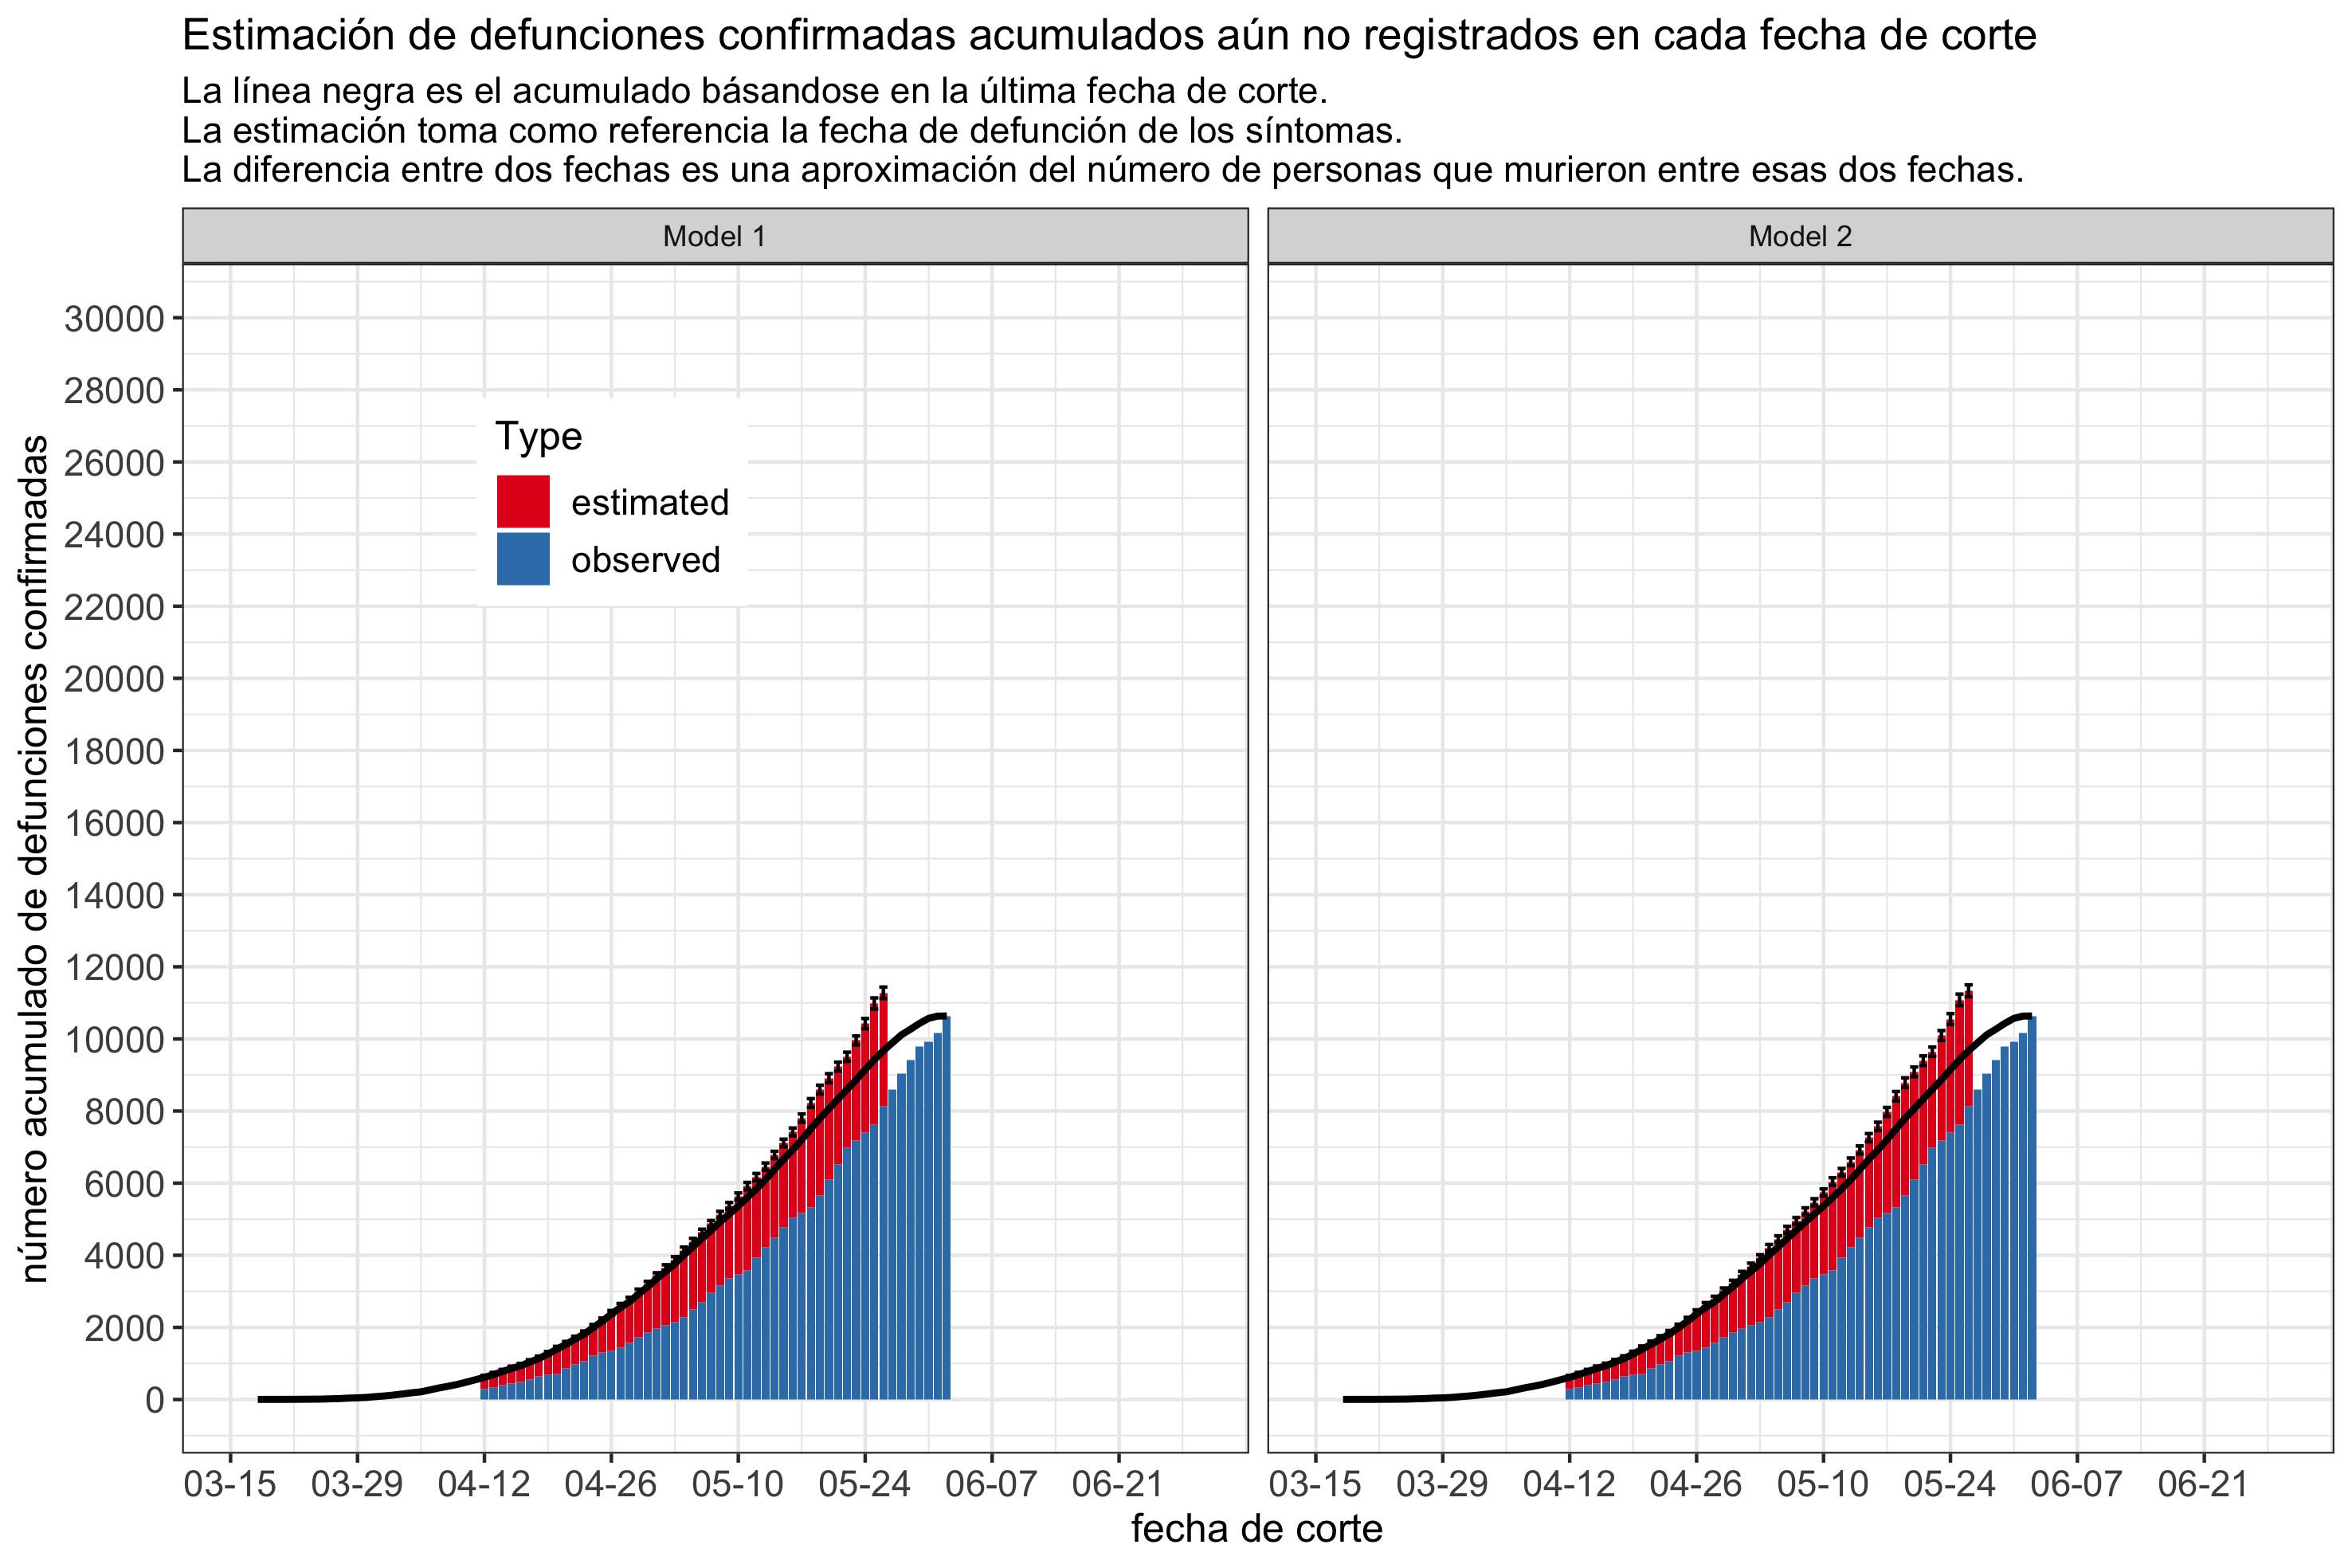 Estimación de defunciones confirmadas acumulados aún no registrados en cada fecha de corte
La línea negra es el acumulado básandose en la última fecha de corte.
La estimación toma como referencia la fecha de defunción de los síntomas.
La diferencia entre dos fechas es una aproximación del número de personas que murieron entre esas dos fechas.
Model 1
Model 2
número acumulado de defunciones confirmadas
30000
28000
26000
24000
22000
20000
18000
16000
14000
12000
10000
8000
6000
4000
2000
0
Type
estimated
observed
03-15 03-29 04-12 04-26 05-10 05-24 06-07 06-21
03-15 03-29 04-12 04-26 05-10 05-24 06-07 06-21
fecha de corte